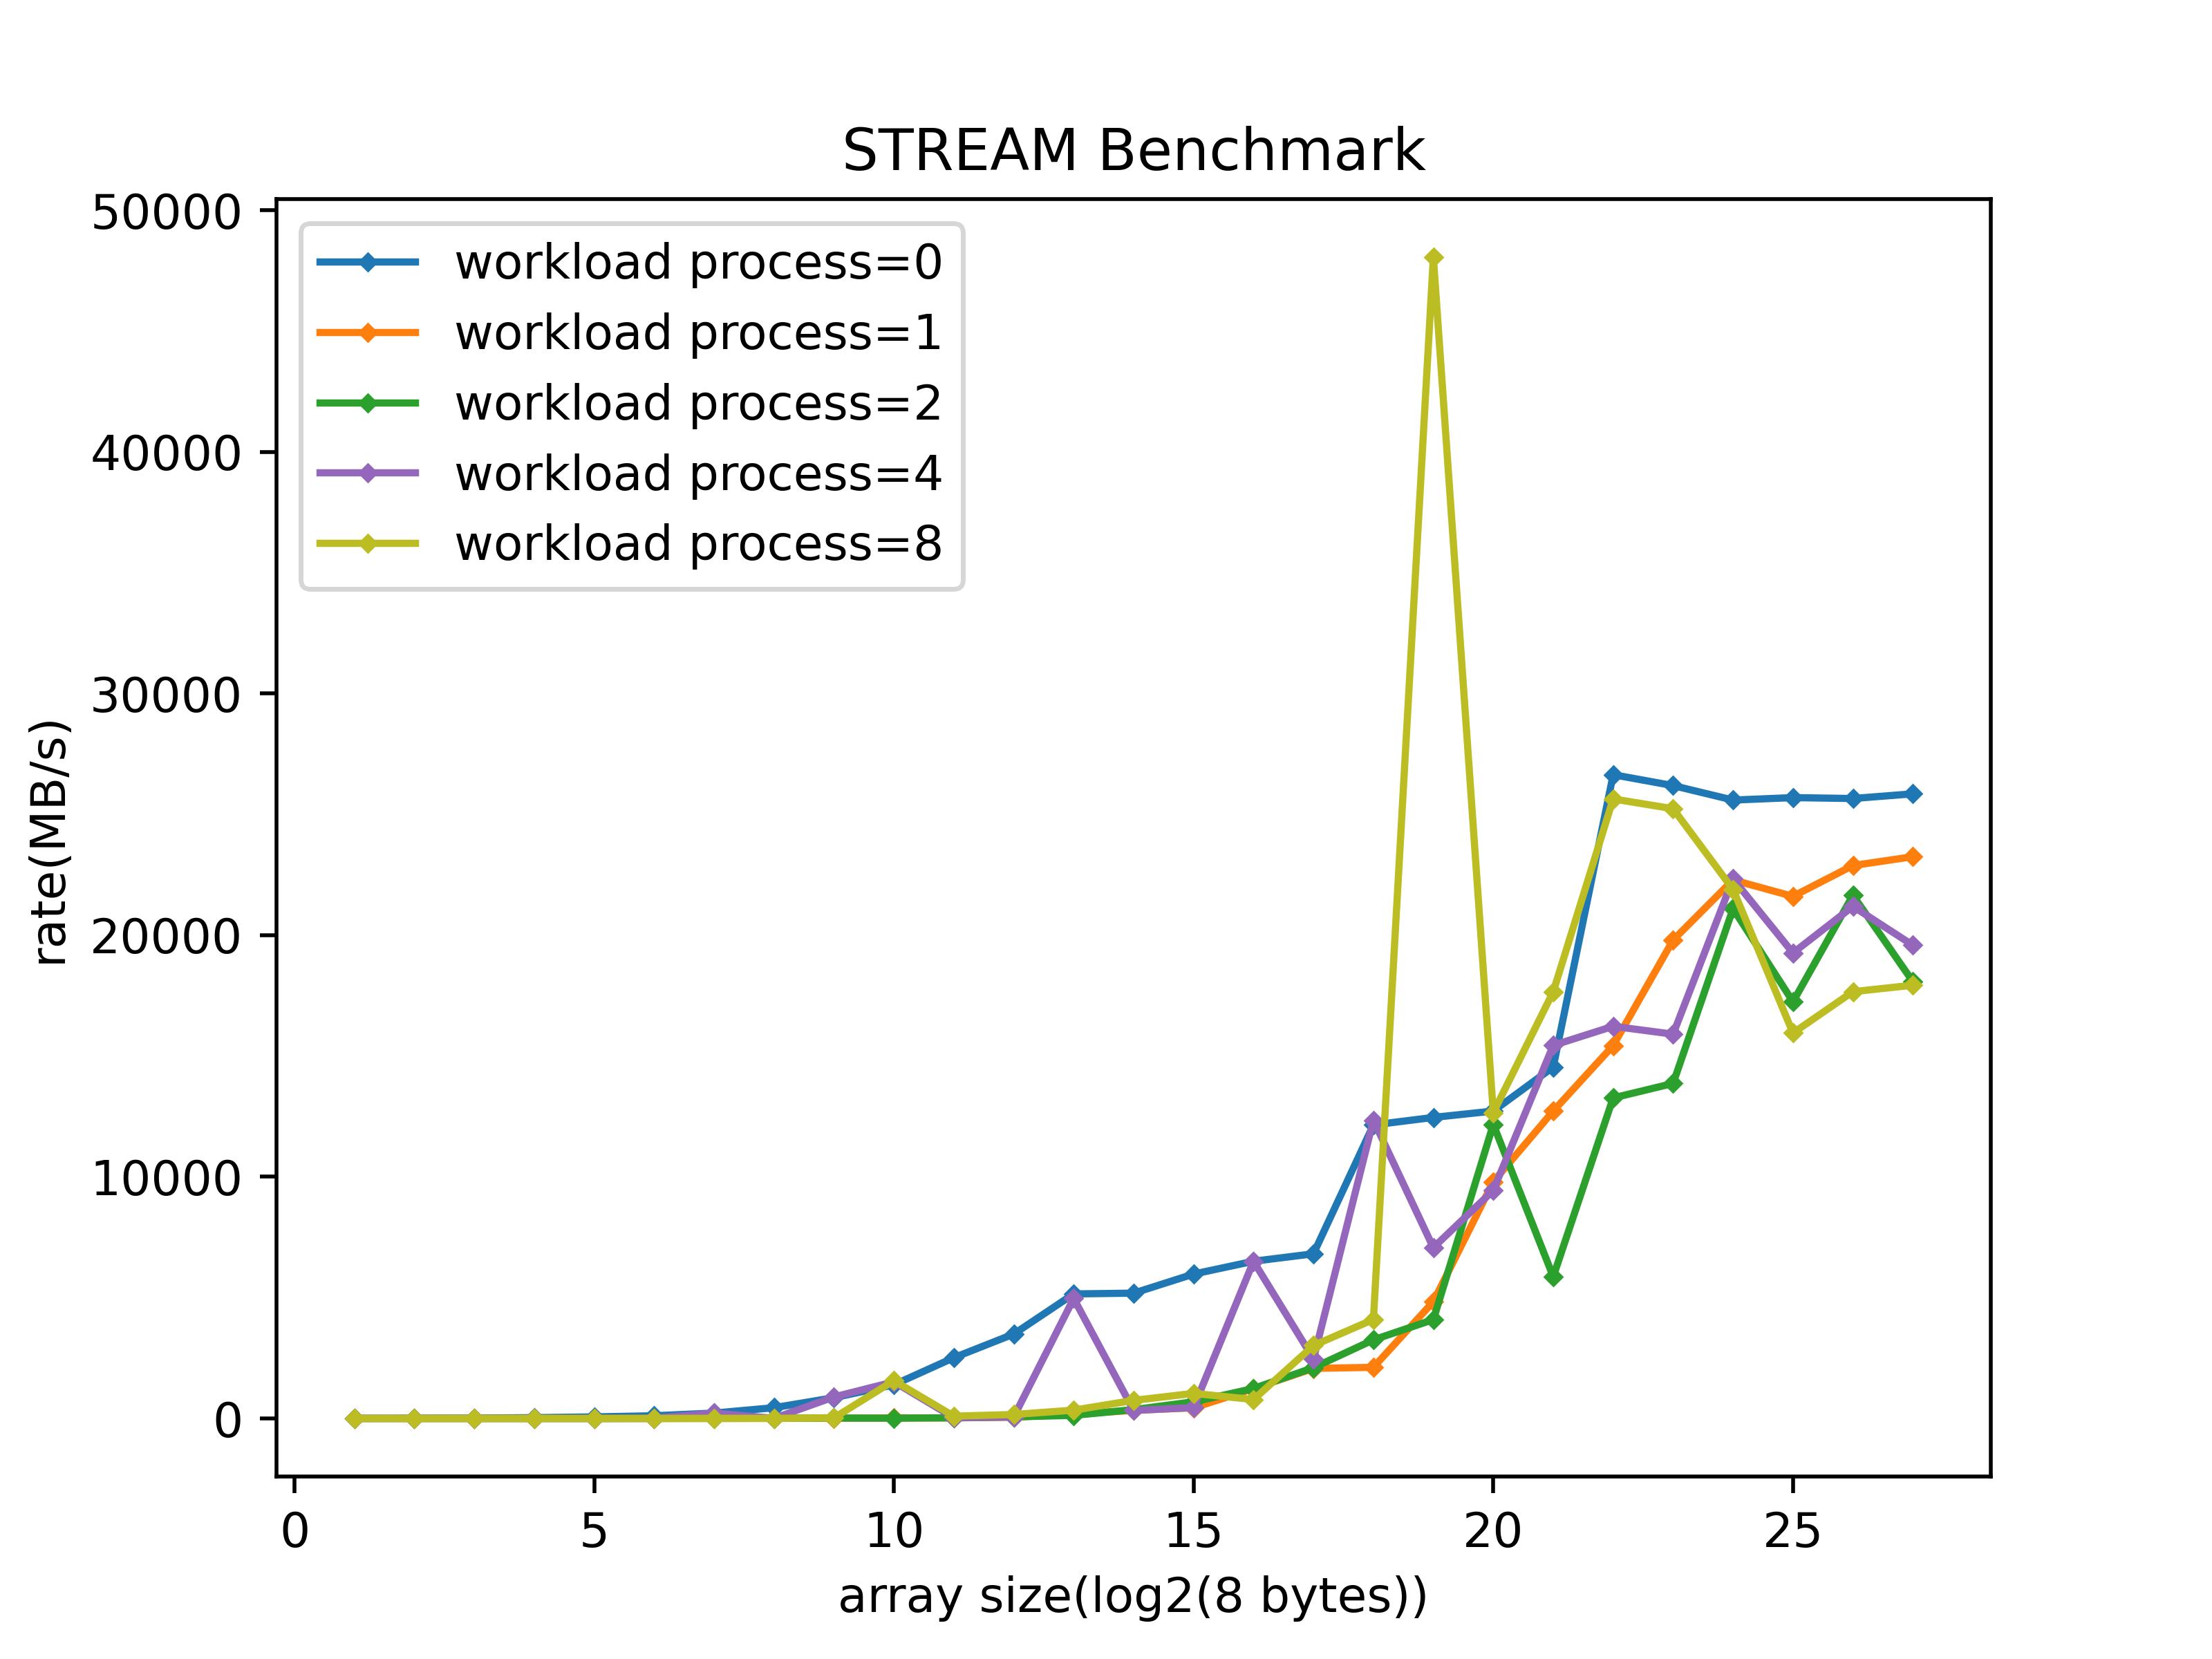 STREAM Benchmark
50000
40000
30000
20000
10000
0
rate(MB/s)
workload process=0
workload process=1
workload process=2
workload process=4
workload process=8
0 5 10 15 20 25
array size(log2(8 bytes))